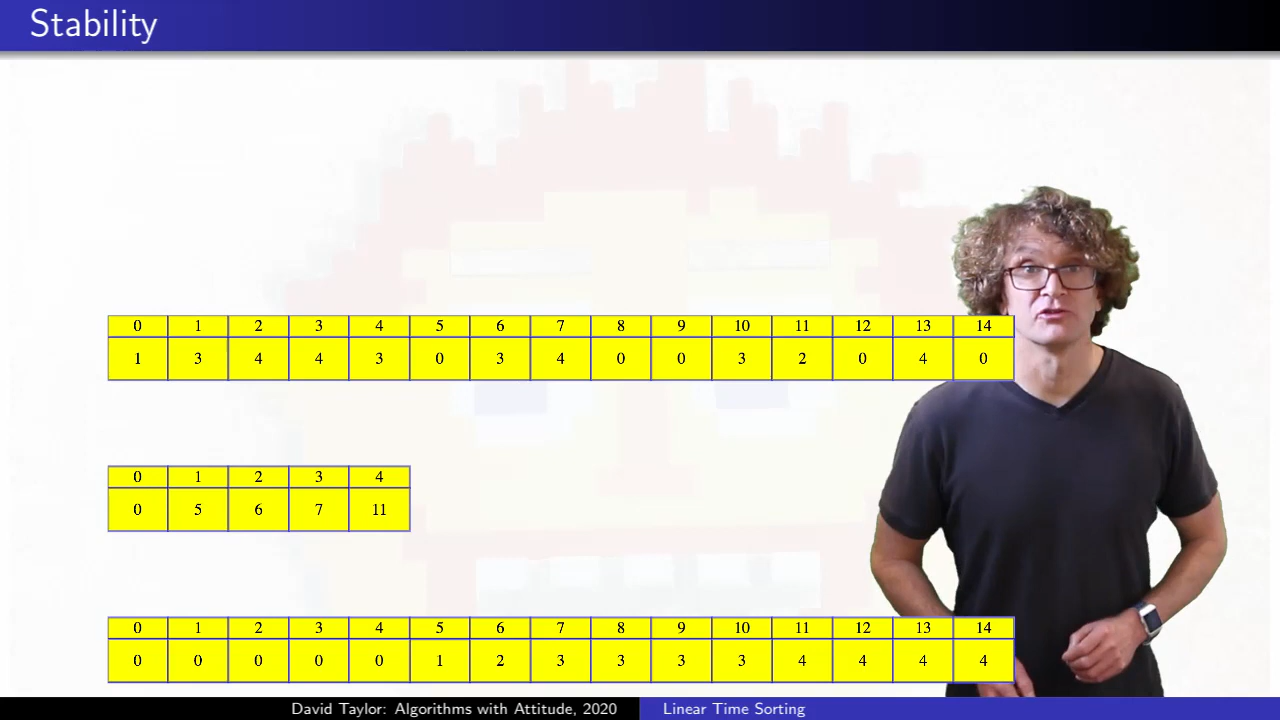 Stability
0 1 2 3 4 5 6 7 8 9 10 11 12 13 14
1 3 4 4 3 0 3 4 0 0 3 2 0 4 0
0 1 2 3 4
0 5 6 7 11
0 1 2 3 4 5 6 7 8 9 10 11 12 13 14
0 0 0 0 0 1 2 3 3 3 3 4 4 4 4
David Taylor: Algorithms with Attitude, 2020 Linear Time Sorting